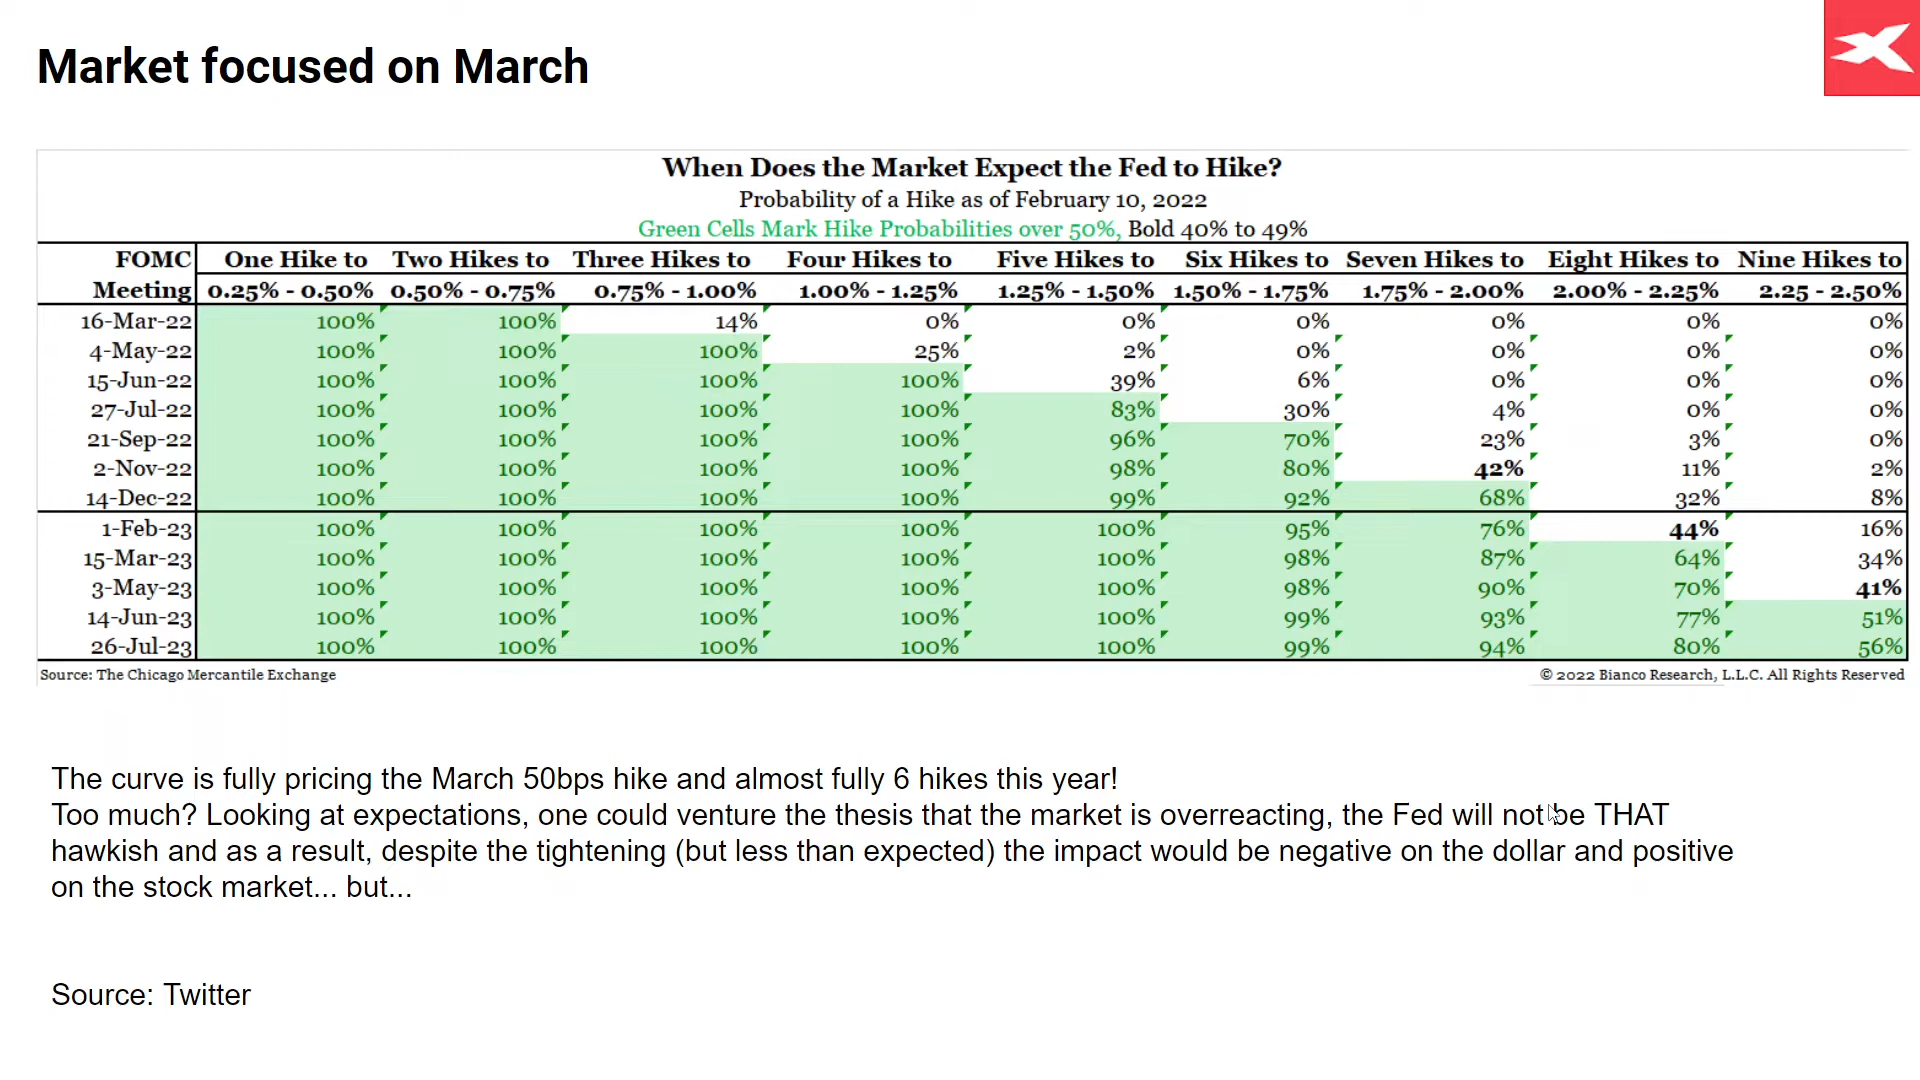 Market focused on March
When Does the Market Expect the Fed to Hike?
Probability of a Hike as of February 10, 2022
Green Cells Mark Hike Probabilities over 50%, Bold 40% to 49%
FOMC One Hike to Two Hikes to Three Hikes to Four Hikes to Five Hikes to Six Hikes to Seven Hikes to Eight Hikes to Nine Hikes to
Meeting 0.25% - 0.50% 0.50% - 0.75% 0.75% - 1.00% 1.00% - 1.25% 1.25% - 1.50% 1.50% - 1.75% 1.75% - 2.00% 2.00% - 2.25% 2.25 - 2.50%
16-Mar-22 100% 100% 14% 0% 0% 0% 0% 0% 0%
4-May-22 100% 100% 100% 25% 2% 0% 0% 0% 0%
15-Jun-22 100% 100% 100% 100% 39% 6% 0% 0% 0%
27-Jul-22 100% 100% 100% 100% 83% 30% 4% 0% 0%
21-Sep-22 100% 100% 100% 100% 96% 70% 23% 3% 0%
2-Nov-22 100% 100% 100% 100% 98% 80% 42% 11% 2%
14-Dec-22 100% 100% 100% 100% 99% 92% 68% 32% 8%
1-Feb-23 100% 100% 100% 100% 100% 95% 76% 44% 16%
15-Mar-23 100% 100% 100% 100% 100% 98% 87% 64% 34%
3-May-23 100% 100% 100% 100% 100% 98% 90% 70% 41%
14-Jun-23 100% 100% 100% 100% 100% 99% 93% 77% 51%
26-Jul-23 100% 100% 100% 100% 100% 99% 94% 80% 56%
Source: The Chicago Mercantile Exchange © 2022 Bianco Research, L.L.C. All Rights Reserved
The curve is fully pricing the March 50bps hike and almost fully 6 hikes this year!
Too much? Looking at expectations, one could venture the thesis that the market is overreacting, the Fed will not be THAT
hawkish and as a result, despite the tightening (but less than expected) the impact would be negative on the dollar and positive
on the stock market... but...
Source: Twitter